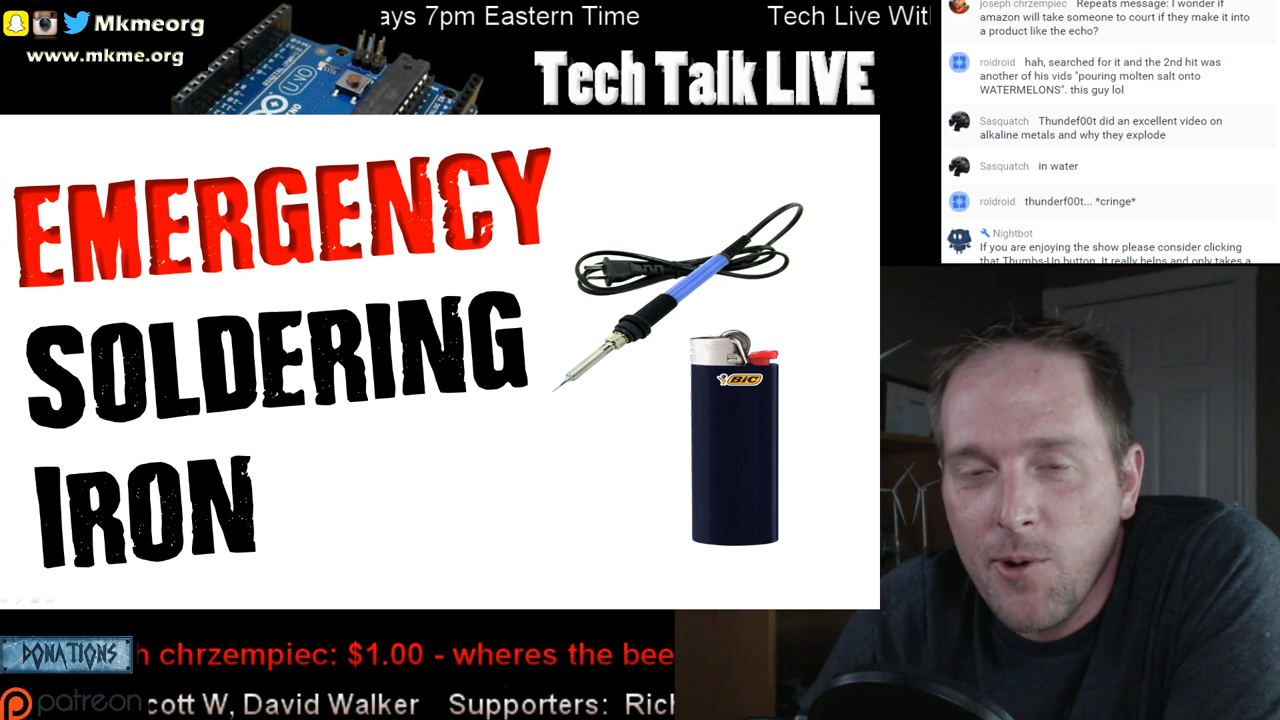 Mkmeorg
www.mkme.org
ays 7pm Eastern Time Tech Live Wit
Tech Talk LIVE
UNO
EMERGENCY
SOLDERING
IRON
BIC
joseph chrzempiec Repeats message: I wonder if
amazon will take someone to court if they make it into
a product like the echo?
roidroid hah, searched for it and the 2nd hit was
another of his vids "pouring molten salt onto
WATERMELONS". this guy lol
Sasquatch Thundef00t did an excellent video on
alkaline metals and why they explode
Sasquatch in water
roidroid thunderf00t... *cringe*
Nightbot
If you are enjoying the show please consider clicking
that Thumbs-Up button. It really helps and only takes a
DONATIONS
h chrzempiec: $1.00 - wheres the bee
patreon
cott W, David Walker Supporters: Rich